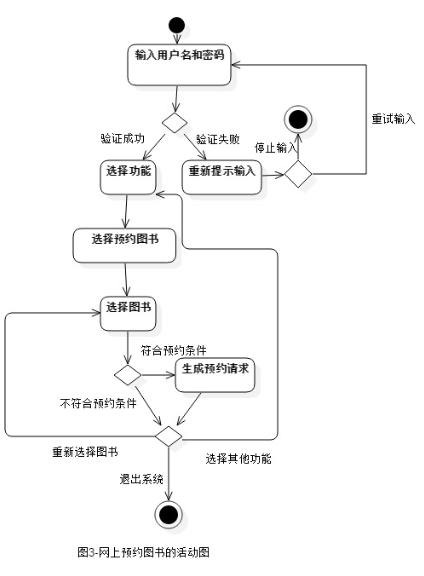 输入用户名和密码
重试输入
验证成功
验证失败
停止输入
选择功能
重新提示输入
选择预约图书
选择图书
符合预约条件
生成预约请求
不符合预约条件
重新选择图书
选择其他功能
退出系统
图3-网上预约图书的活动图